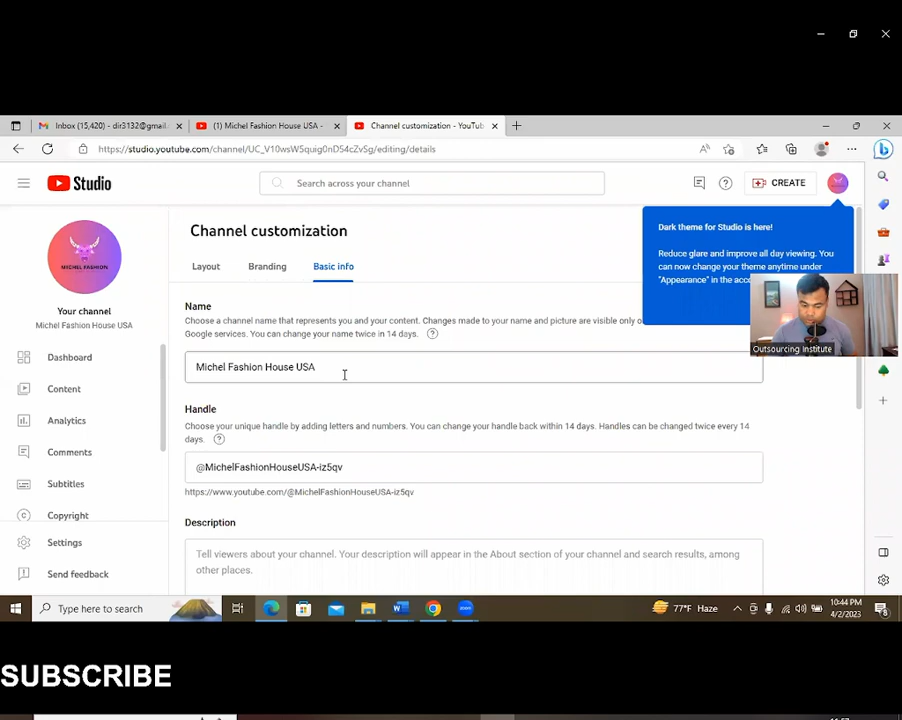 Inbox (15,420) - dir3132@gmail.
(1) Michel Fashion House USA -
Channel customization - YouTub
https://studio.youtube.com/channel/UC_V10wsW5quig0nDS4cZvSg/editing/details
Studio
Search across your channel
CREATE
MICHEL FASHION
Your channel
Michel Fashion House USA
Dashboard
Content
Analytics
Comments
Subtitles
Copyright
Settings
Send feedback
Channel customization
Layout
Branding
Basic info
Dark theme for Studio is here!
Reduce glare and improve all day viewing. You
can now change your theme anytime under
"Appearance" in the acco
Outsourcing Institute
Name
Choose a channel name that represents you and your content. Changes made to your name and picture are visible only o
Google services. You can change your name twice in 14 days.
Michel Fashion House USA
Handle
Choose your unique handle by adding letters and numbers. You can change your handle back within 14 days. Handles can be changed twice every 14
days.
@MichelFashionHouseUSA-iz5qv
https://www.youtube.com/@MichelFashionHouseUSA-iz5qv
Description
Tell viewers about your channel. Your description will appear in the About section of your channel and search results, among
other places.
Type here to search
77°F Haze
10:44 PM
4/2/2023
SUBSCRIBE